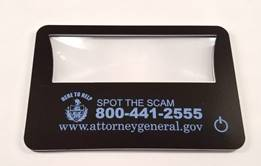 HERE TO HELP
SPOT THE SCAM
800-441-2555
www.attorneygeneral.gov